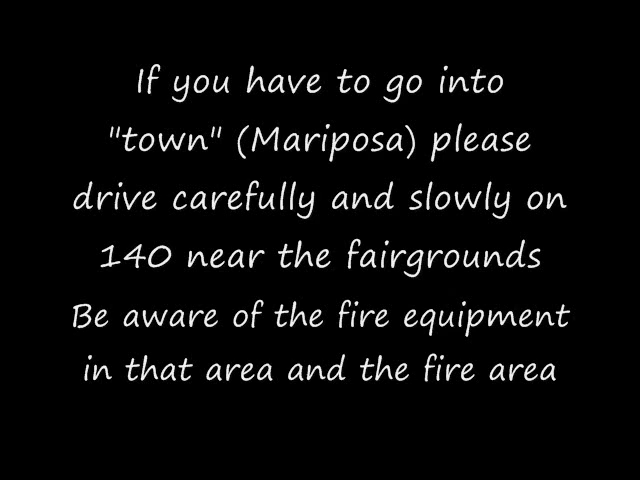 If you have to go into
"town" (Mariposa) please
drive carefully and slowly on
140 near the fairgrounds
Be aware of the fire equipment
in that area and the fire area